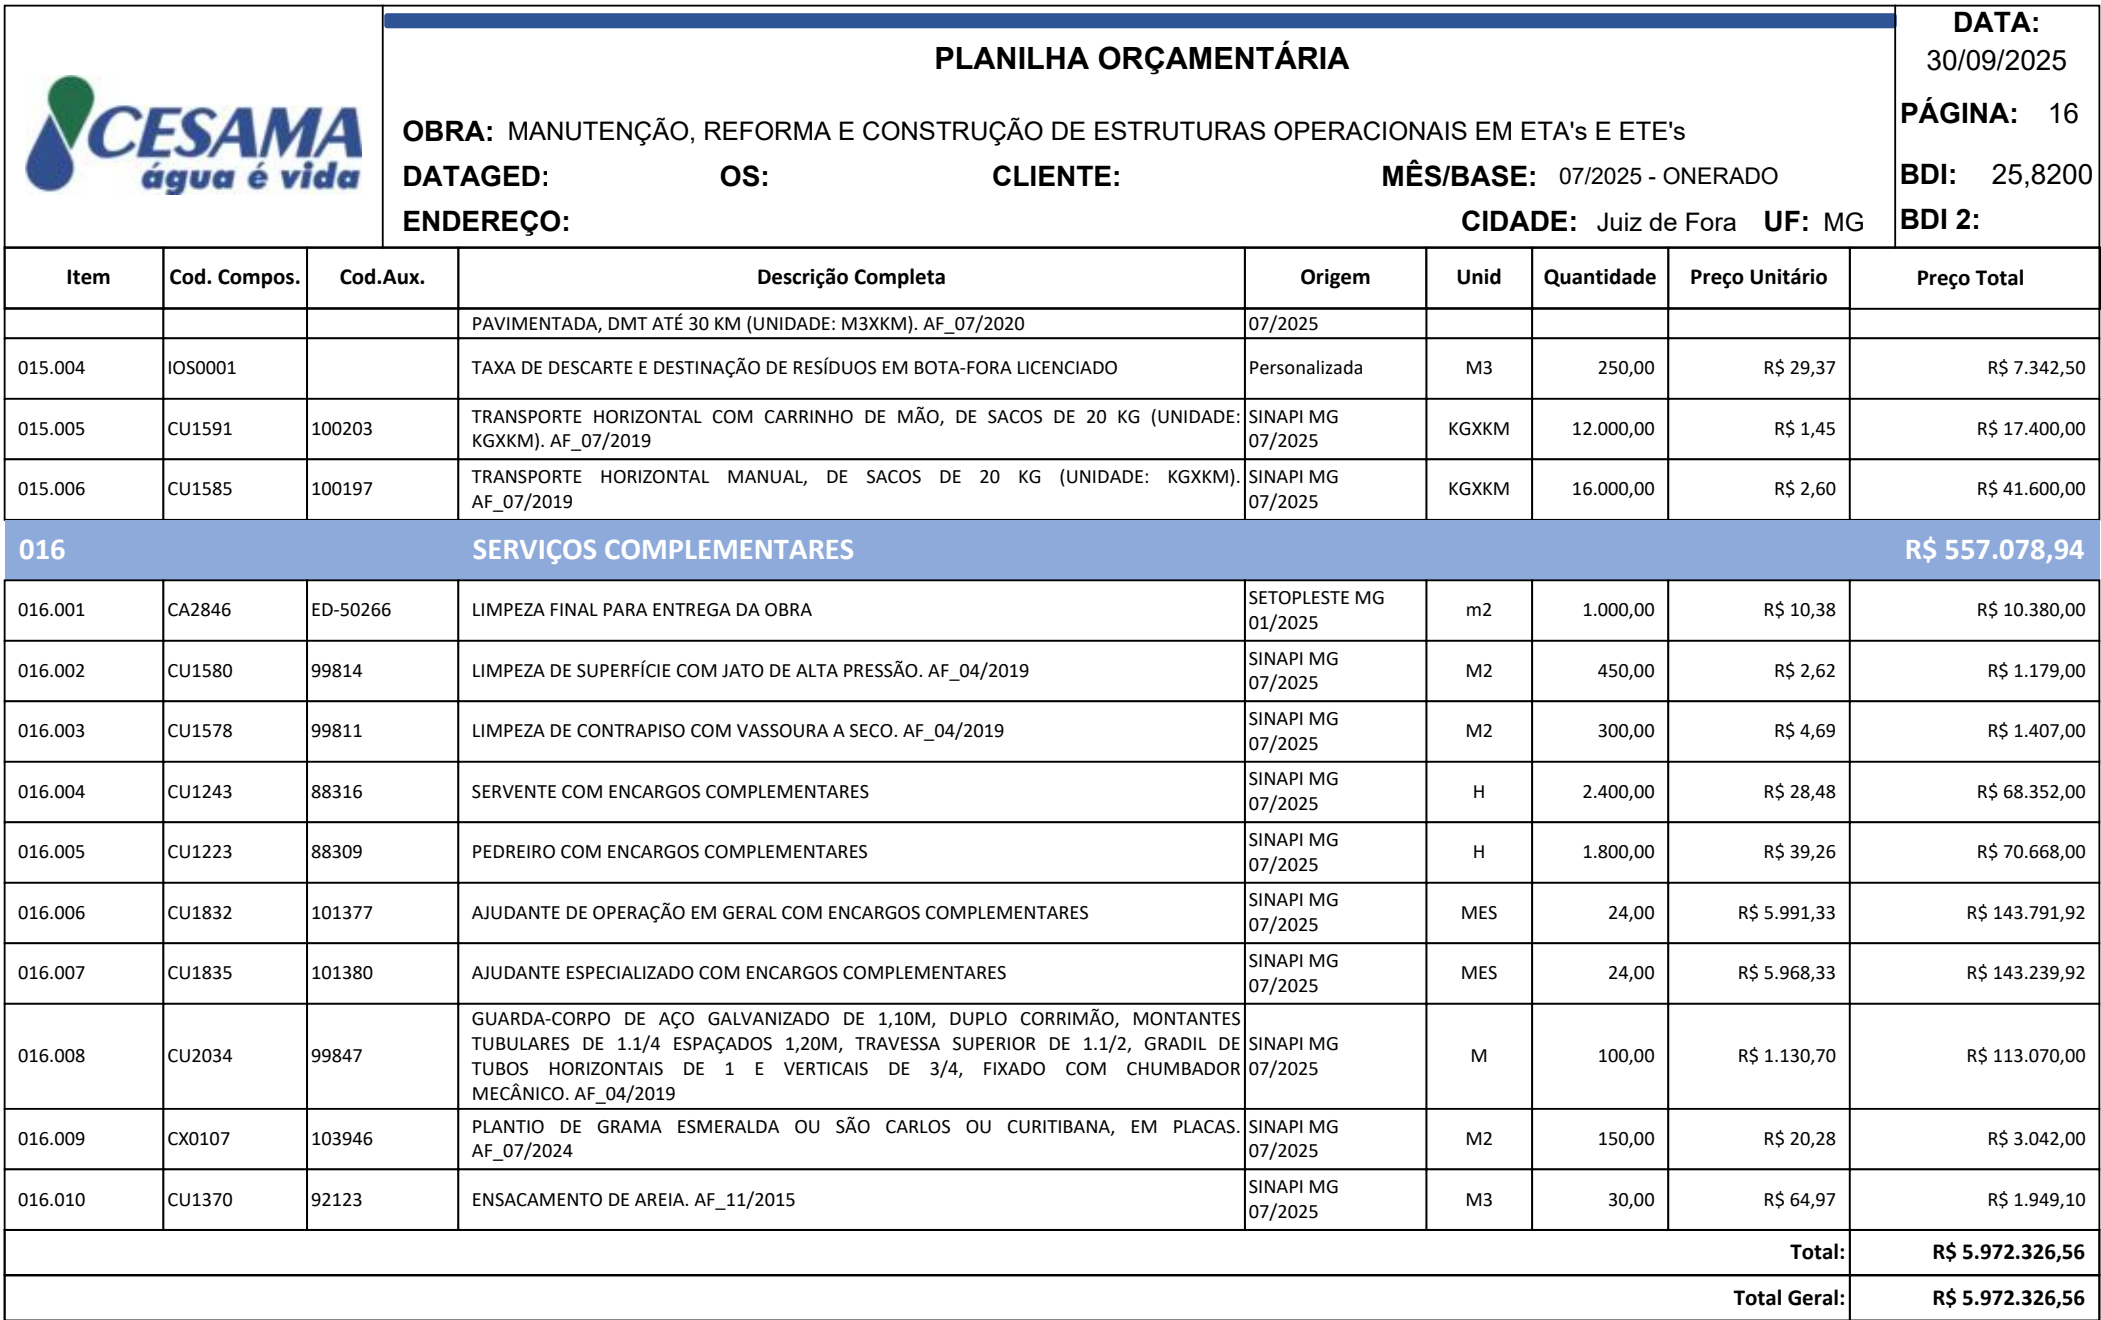 CESAMA
água é vida
PLANILHA ORÇAMENTÁRIA
OBRA: MANUTENÇÃO, REFORMA E CONSTRUÇÃO DE ESTRUTURAS OPERACIONAIS EM ETA's E ETE's
DATAGED: OS: CLIENTE: MÊS/BASE: 07/2025 - ONERADO
ENDEREÇO: CIDADE: Juiz de Fora UF: MG
DATA:
30/09/2025
PÁGINA: 16
BDI: 25,8200
BDI 2:
Item Cod. Compos. Cod.Aux. Descrição Completa Origem Unid Quantidade Preço Unitário Preço Total
PAVIMENTADA, DMT ATÉ 30 KM (UNIDADE: M3XKM). AF_07/2020 07/2025
015.004 IOS0001 TAXA DE DESCARTE E DESTINAÇÃO DE RESÍDUOS EM BOTA-FORA LICENCIADO Personalizada M3 250,00 R$ 29,37 R$ 7.342,50
TRANSPORTE HORIZONTAL COM CARRINHO DE MÃO, DE SACOS DE 20 KG (UNIDADE: SINAPI MG
015.005 CU1591 100203 KGXKM 12.000,00 R$ 1,45 R$ 17.400,00
KGXKM). AF_07/2019 07/2025
TRANSPORTE HORIZONTAL MANUAL, DE SACOS DE 20 KG (UNIDADE: KGXKM). SINAPI MG
015.006 CU1585 100197 KGXKM 16.000,00 R$ 2,60 R$ 41.600,00
AF_07/2019 07/2025
016 SERVIÇOS COMPLEMENTARES R$ 557.078,94
SETOPLESTE MG
016.001 CA2846 ED-50266 LIMPEZA FINAL PARA ENTREGA DA OBRA m2 1.000,00 R$ 10,38 R$ 10.380,00
01/2025
SINAPI MG
016.002 CU1580 99814 LIMPEZA DE SUPERFÍCIE COM JATO DE ALTA PRESSÃO. AF_04/2019 M2 450,00 R$ 2,62 R$ 1.179,00
07/2025
SINAPI MG
016.003 CU1578 99811 LIMPEZA DE CONTRAPISO COM VASSOURA A SECO. AF_04/2019 M2 300,00 R$ 4,69 R$ 1.407,00
07/2025
SINAPI MG
016.004 CU1243 88316 SERVENTE COM ENCARGOS COMPLEMENTARES H 2.400,00 R$ 28,48 R$ 68.352,00
07/2025
SINAPI MG
016.005 CU1223 88309 PEDREIRO COM ENCARGOS COMPLEMENTARES H 1.800,00 R$ 39,26 R$ 70.668,00
07/2025
SINAPI MG
016.006 CU1832 101377 AJUDANTE DE OPERAÇÃO EM GERAL COM ENCARGOS COMPLEMENTARES MES 24,00 R$ 5.991,33 R$ 143.791,92
07/2025
SINAPI MG
016.007 CU1835 101380 AJUDANTE ESPECIALIZADO COM ENCARGOS COMPLEMENTARES MES 24,00 R$ 5.968,33 R$ 143.239,92
07/2025
GUARDA-CORPO DE AÇO GALVANIZADO DE 1,10M, DUPLO CORRIMÃO, MONTANTES
TUBULARES DE 1.1/4 ESPAÇADOS 1,20M, TRAVESSA SUPERIOR DE 1.1/2, GRADIL DE SINAPI MG
016.008 CU2034 99847 M 100,00 R$ 1.130,70 R$ 113.070,00
TUBOS HORIZONTAIS DE 1 E VERTICAIS DE 3/4, FIXADO COM CHUMBADOR 07/2025
MECÂNICO. AF_04/2019
PLANTIO DE GRAMA ESMERALDA OU SÃO CARLOS OU CURITIBANA, EM PLACAS. SINAPI MG
016.009 CX0107 103946 M2 150,00 R$ 20,28 R$ 3.042,00
AF_07/2024 07/2025
SINAPI MG
016.010 CU1370 92123 ENSACAMENTO DE AREIA. AF_11/2015 M3 30,00 R$ 64,97 R$ 1.949,10
07/2025
Total: R$ 5.972.326,56
Total Geral: R$ 5.972.326,56